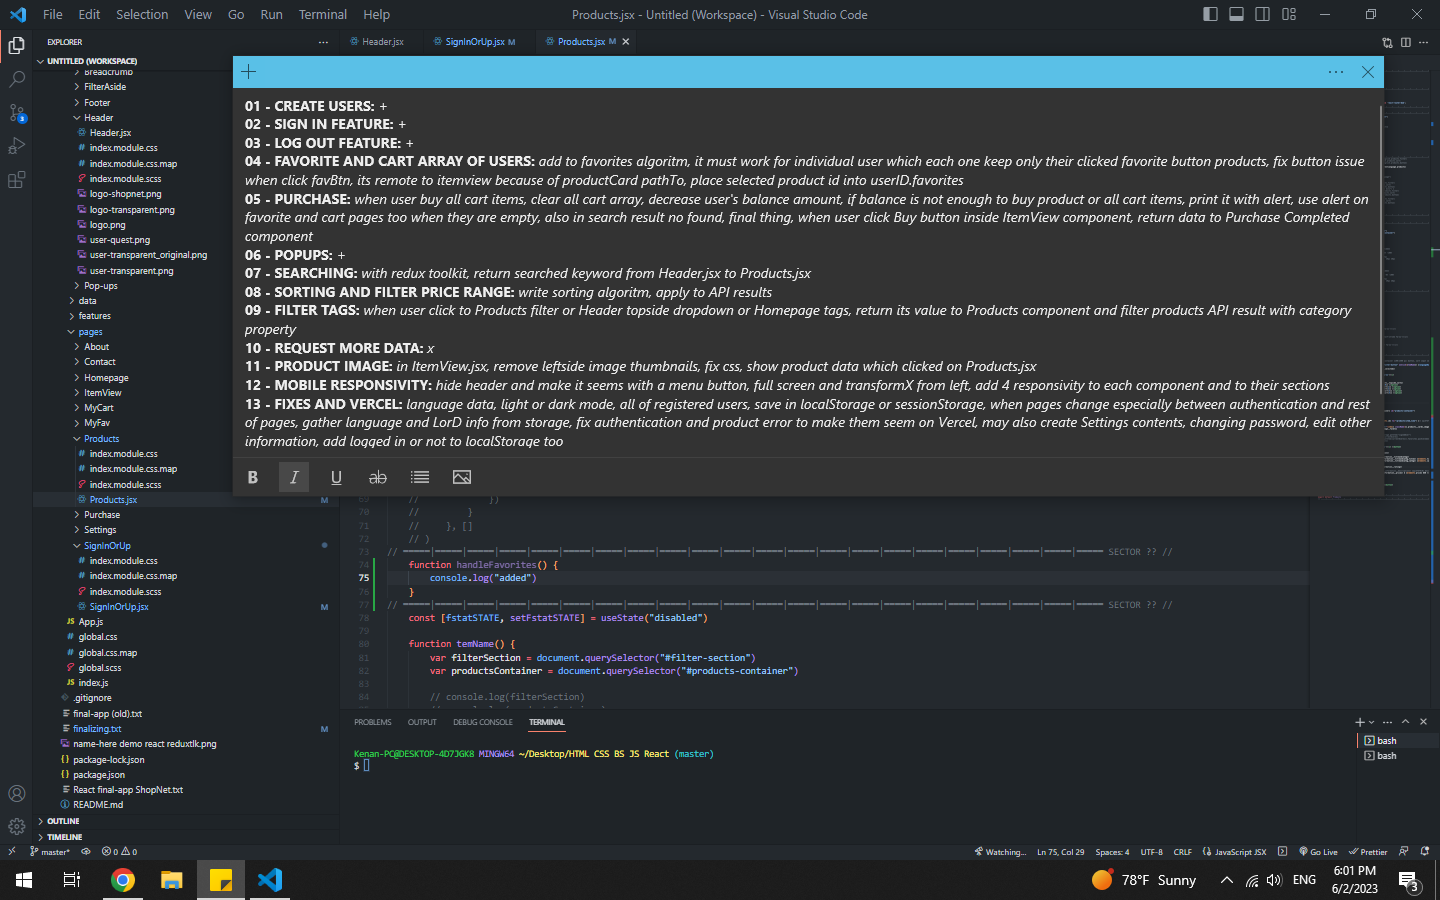 File Edit Selection View Go Run Terminal Help
Products.jsx - Untitled (Workspace) - Visual Studio Code
EXPLORER
Header.jsx
SignInOrUp.jsx M
Products.jsx M
UNTITLED (WORKSPACE)
Breadcrumb
FilterAside
Footer
Header
Header.jsx
index.module.css
index.module.css.map
index.module.scss
logo-shopnet.png
logo-transparent.png
logo.png
user-quest.png
user-transparent_original.png
user-transparent.png
Pop-ups
data
features
pages
About
Contact
Homepage
ItemView
MyCart
MyFav
Products
index.module.css
index.module.css.map
index.module.scss
Products.jsx M
Purchase
Settings
SignInOrUp
index.module.css
index.module.css.map
index.module.scss
SignInOrUp.jsx M
App.js
global.css
global.css.map
global.scss
index.js
.gitignore
final-app (old).txt
finalizing.txt M
name-here demo react reduxtlk.png
package-lock.json
package.json
React final-app ShopNet.txt
README.md
OUTLINE
TIMELINE
01 - CREATE USERS: +
02 - SIGN IN FEATURE: +
03 - LOG OUT FEATURE: +
04 - FAVORITE AND CART ARRAY OF USERS: add to favorites algoritm, it must work for individual user which each one keep only their clicked favorite button products, fix button issue
when click favBtn, its remote to itemview because of productCard pathTo, place selected product id into userID.favorites
05 - PURCHASE: when user buy all cart items, clear all cart array, decrease user's balance amount, if balance is not enough to buy product or all cart items, print it with alert, use alert on
favorite and cart pages too when they are empty, also in search result no found, final thing, when user click Buy button inside ItemView component, return data to Purchase Completed
component
06 - POPUPS: +
07 - SEARCHING: with redux toolkit, return searched keyword from Header.jsx to Products.jsx
08 - SORTING AND FILTER PRICE RANGE: write sorting algoritm, apply to API results
09 - FILTER TAGS: when user click to Products filter or Header topside dropdown or Homepage tags, return its value to Products component and filter products API result with category
property
10 - REQUEST MORE DATA: x
11 - PRODUCT IMAGE: in ItemView.jsx, remove leftside image thumbnails, fix css, show product data which clicked on Products.jsx
12 - MOBILE RESPONSIVITY: hide header and make it seems with a menu button, full screen and transformX from left, add 4 responsivity to each component and to their sections
13 - FIXES AND VERCEL: language data, light or dark mode, all of registered users, save in localStorage or sessionStorage, when pages change especially between authentication and rest
of pages, gather language and LorD info from storage, fix authentication and product error to make them seem on Vercel, may also create Settings contents, changing password, edit other
information, add logged in or not to localStorage too
B I U ab
69 // })
70 // }
71 // }, []
72 // )
73 // SECTOR ?? //
74 function handleFavorites() {
75 console.log("added")
76 }
77 // SECTOR ?? //
78 const [fstatSTATE, setFstatSTATE] = useState("disabled")
79
80 function temName() {
81 var filterSection = document.querySelector("#filter-section")
82 var productsContainer = document.querySelector("#products-container")
83
84 // console.log(filterSection)
PROBLEMS OUTPUT DEBUG CONSOLE TERMINAL
Kenan-PC@DESKTOP-4D7JGK8 MINGW64 ~/Desktop/HTML CSS BS JS React (master)
$
bash
bash
master* 0 0
Watching... Ln 75, Col 29 Spaces: 4 UTF-8 CRLF JavaScript JSX Go Live Prettier
78°F Sunny
ENG
6:01 PM
6/2/2023
3